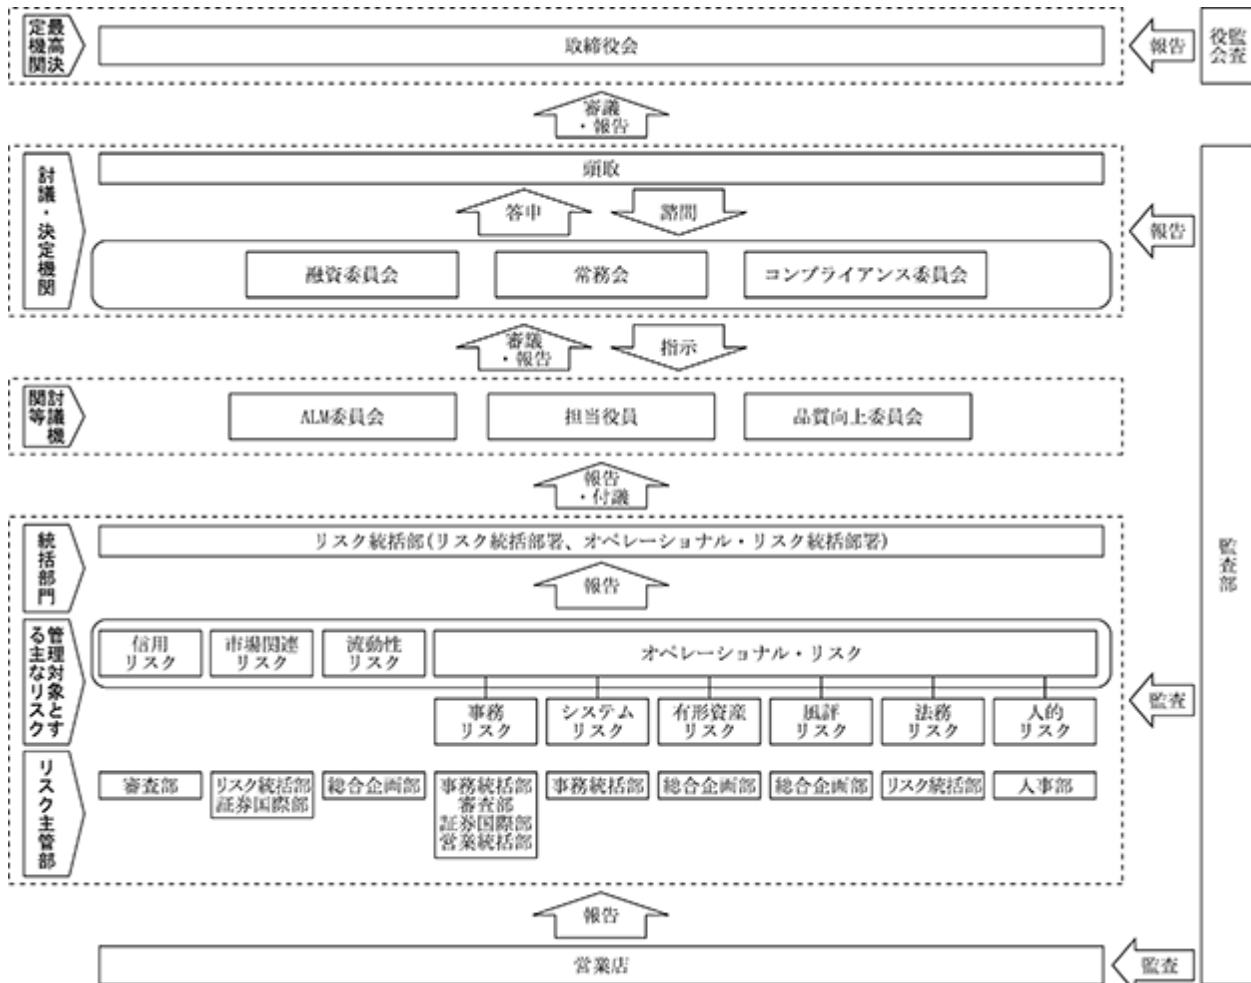 最高決
定機関
取締役会
報告
監査
役会
審議
・報告
討議・決定機関
頭取
答申
諮問
報告
融資委員会
常務会
コンプライアンス委員会
審議
・報告
指示
討議機
関等
ALM委員会
担当役員
品質向上委員会
報告
・付議
統括部門
リスク統括部(リスク統括部署、オペレーショナル・リスク統括部署)
報告
監査部
管理対象とす
る主なリスク
信用
リスク
市場関連
リスク
流動性
リスク
オペレーショナル・リスク
事務
リスク
システム
リスク
有形資産
リスク
風評
リスク
法務
リスク
人的
リスク
監査
リスク主管部
審査部
リスク統括部
証券国際部
総合企画部
事務統括部
審査部
証券国際部
営業統括部
事務統括部
総合企画部
総合企画部
リスク統括部
人事部
報告
営業店
監査